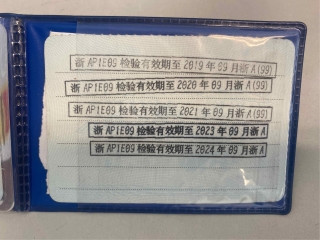 浙 AP1E09 检验有效期至 2019 年 09 月浙 A(99)
浙 AP1E09 检验有效期至 2020 年 09 月浙 A(99)
浙 AP1E09 检验有效期至 2021 年 09 月浙 A(99)
浙 AP1E09 检验有效期至 2023 年 09 月浙 A
浙 AP1E09 检验有效期至 2024 年 09 月浙 A